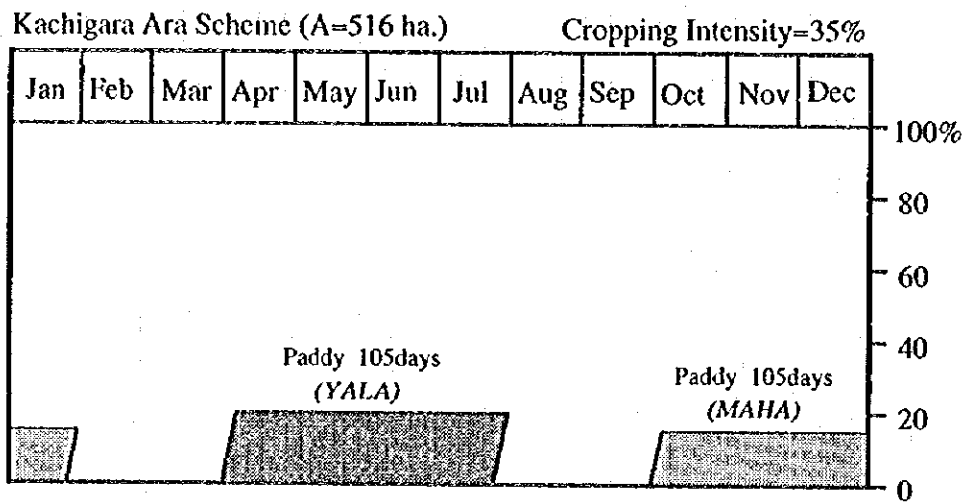 Kachigara Ara Scheme (A=516 ha.) Cropping Intensity=35%
Jan Feb Mar Apr May Jun Jul Aug Sep Oct Nov Dec
100%
80
60
40
Paddy 105days
(YALA)
Paddy 105days
(MAHA)
20
0